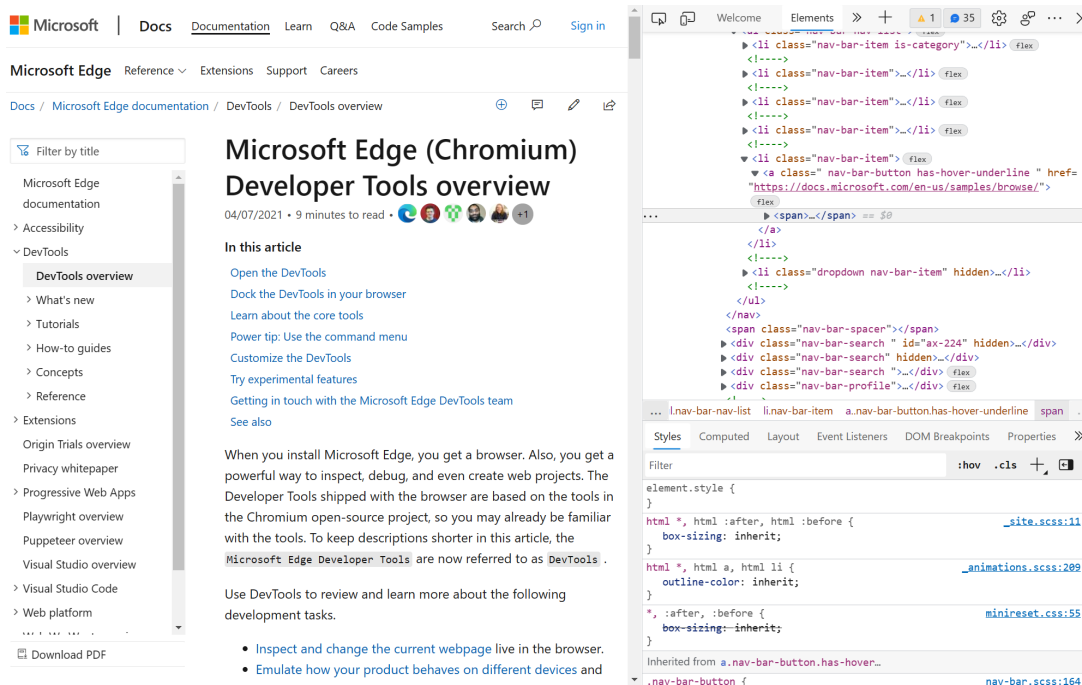 Microsoft
Docs
Documentation
Learn
Q&A
Code Samples
Search
Sign in
Microsoft Edge
Reference
Extensions
Support
Careers
Docs / Microsoft Edge documentation / DevTools / DevTools overview
Filter by title
Microsoft Edge
documentation
Accessibility
DevTools
DevTools overview
What's new
Tutorials
How-to guides
Concepts
Reference
Extensions
Origin Trials overview
Privacy whitepaper
Progressive Web Apps
Playwright overview
Puppeteer overview
Visual Studio overview
Visual Studio Code
Web platform
Download PDF
Microsoft Edge (Chromium)
Developer Tools overview
04/07/2021 • 9 minutes to read • +1
In this article
Open the DevTools
Dock the DevTools in your browser
Learn about the core tools
Power tip: Use the command menu
Customize the DevTools
Try experimental features
Getting in touch with the Microsoft Edge DevTools team
See also
When you install Microsoft Edge, you get a browser. Also, you get a
powerful way to inspect, debug, and even create web projects. The
Developer Tools shipped with the browser are based on the tools in
the Chromium open-source project, so you may already be familiar
with the tools. To keep descriptions shorter in this article, the
Microsoft Edge Developer Tools are now referred to as DevTools .
Use DevTools to review and learn more about the following
development tasks.
• Inspect and change the current webpage live in the browser.
• Emulate how your product behaves on different devices and
Welcome
Elements
1
35
<li class="nav-bar-item is-category">…</li> flex
<!---->
<li class="nav-bar-item">…</li> flex
<!---->
<li class="nav-bar-item">…</li> flex
<!---->
<li class="nav-bar-item">…</li> flex
<!---->
<li class="nav-bar-item"> flex
<a class=" nav-bar-button has-hover-underline " href=
"https://docs.microsoft.com/en-us/samples/browse/">
flex
... <span>…</span> == $0
</a>
</li>
<!---->
<li class="dropdown nav-bar-item" hidden>…</li>
<!---->
</ul>
</nav>
<span class="nav-bar-spacer"></span>
<div class="nav-bar-search " id="ax-224" hidden>…</div>
<div class="nav-bar-search" hidden>…</div>
<div class="nav-bar-search ">…</div> flex
<div class="nav-bar-profile">…</div> flex
... l.nav-bar-nav-list li.nav-bar-item a..nav-bar-button.has-hover-underline span
Styles
Computed
Layout
Event Listeners
DOM Breakpoints
Properties
Filter
:hov .cls
element.style {
}
html *, html :after, html :before { _site.scss:11
box-sizing: inherit;
}
html *, html a, html li { _animations.scss:209
outline-color: inherit;
}
*, :after, :before { minireset.css:55
box-sizing: inherit;
}
Inherited from a.nav-bar-button.has-hover…
.nav-bar-button { nav-bar.scss:164